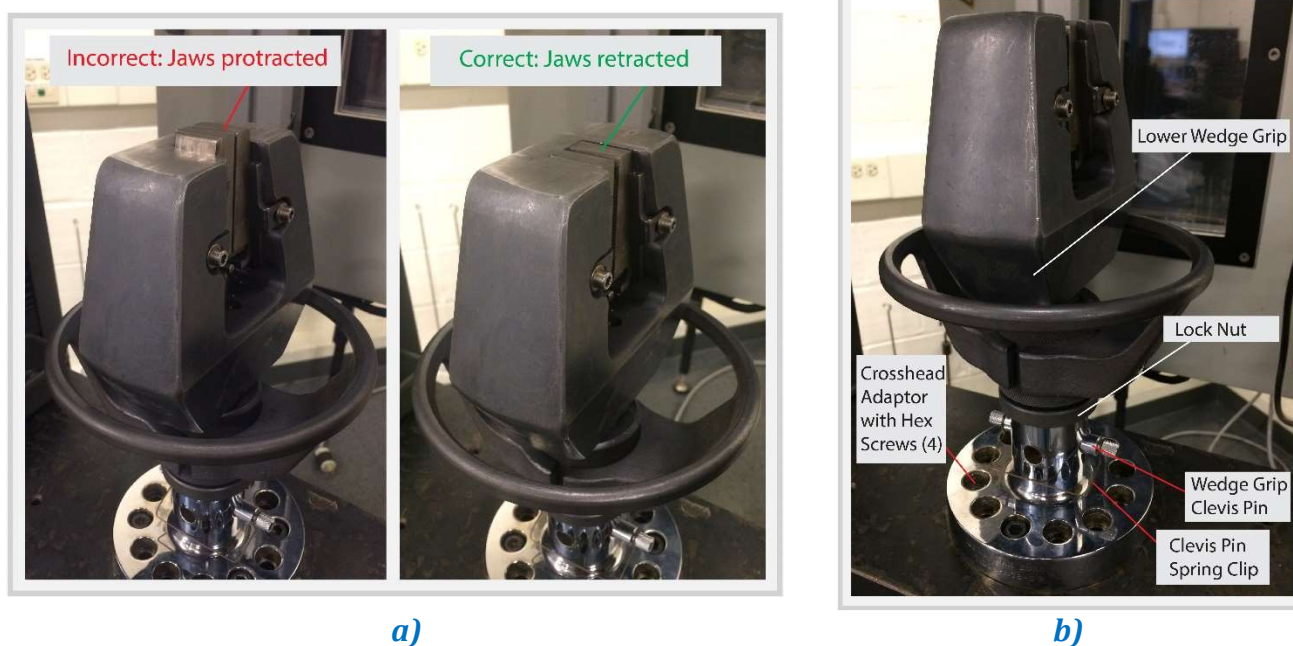 Incorrect: Jaws protracted
Correct: Jaws retracted
Lower Wedge Grip
Lock Nut
Crosshead
Adaptor
with Hex
Screws (4)
Wedge Grip
Clevis Pin
Clevis Pin
Spring Clip
a)
b)